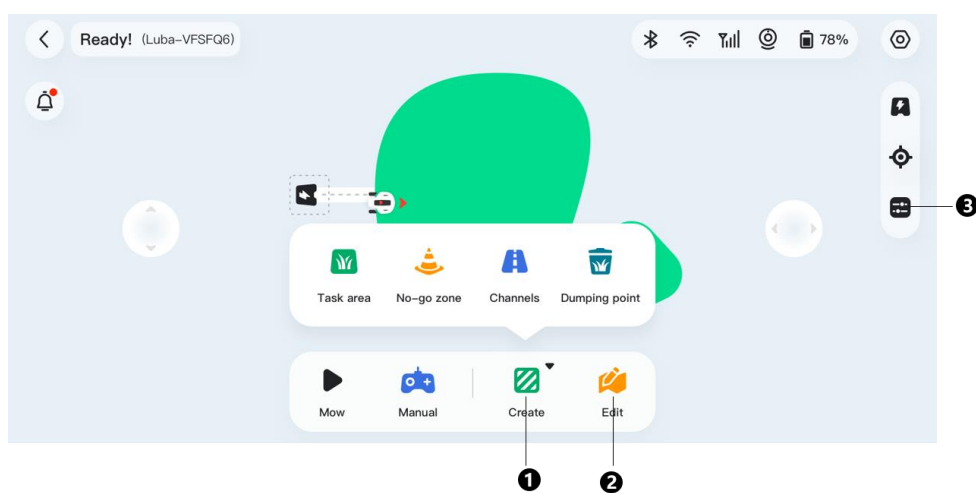 Ready! (Luba-VFSFQ6)
78%
Task area No-go zone Channels Dumping point
Mow Manual Create Edit
3
1 2